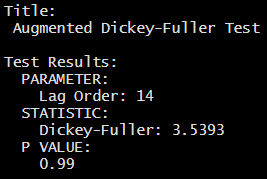 Title:
Augmented Dickey-Fuller Test
Test Results:
PARAMETER:
Lag Order: 14
STATISTIC:
Dickey-Fuller: 3.5393
P VALUE:
0.99